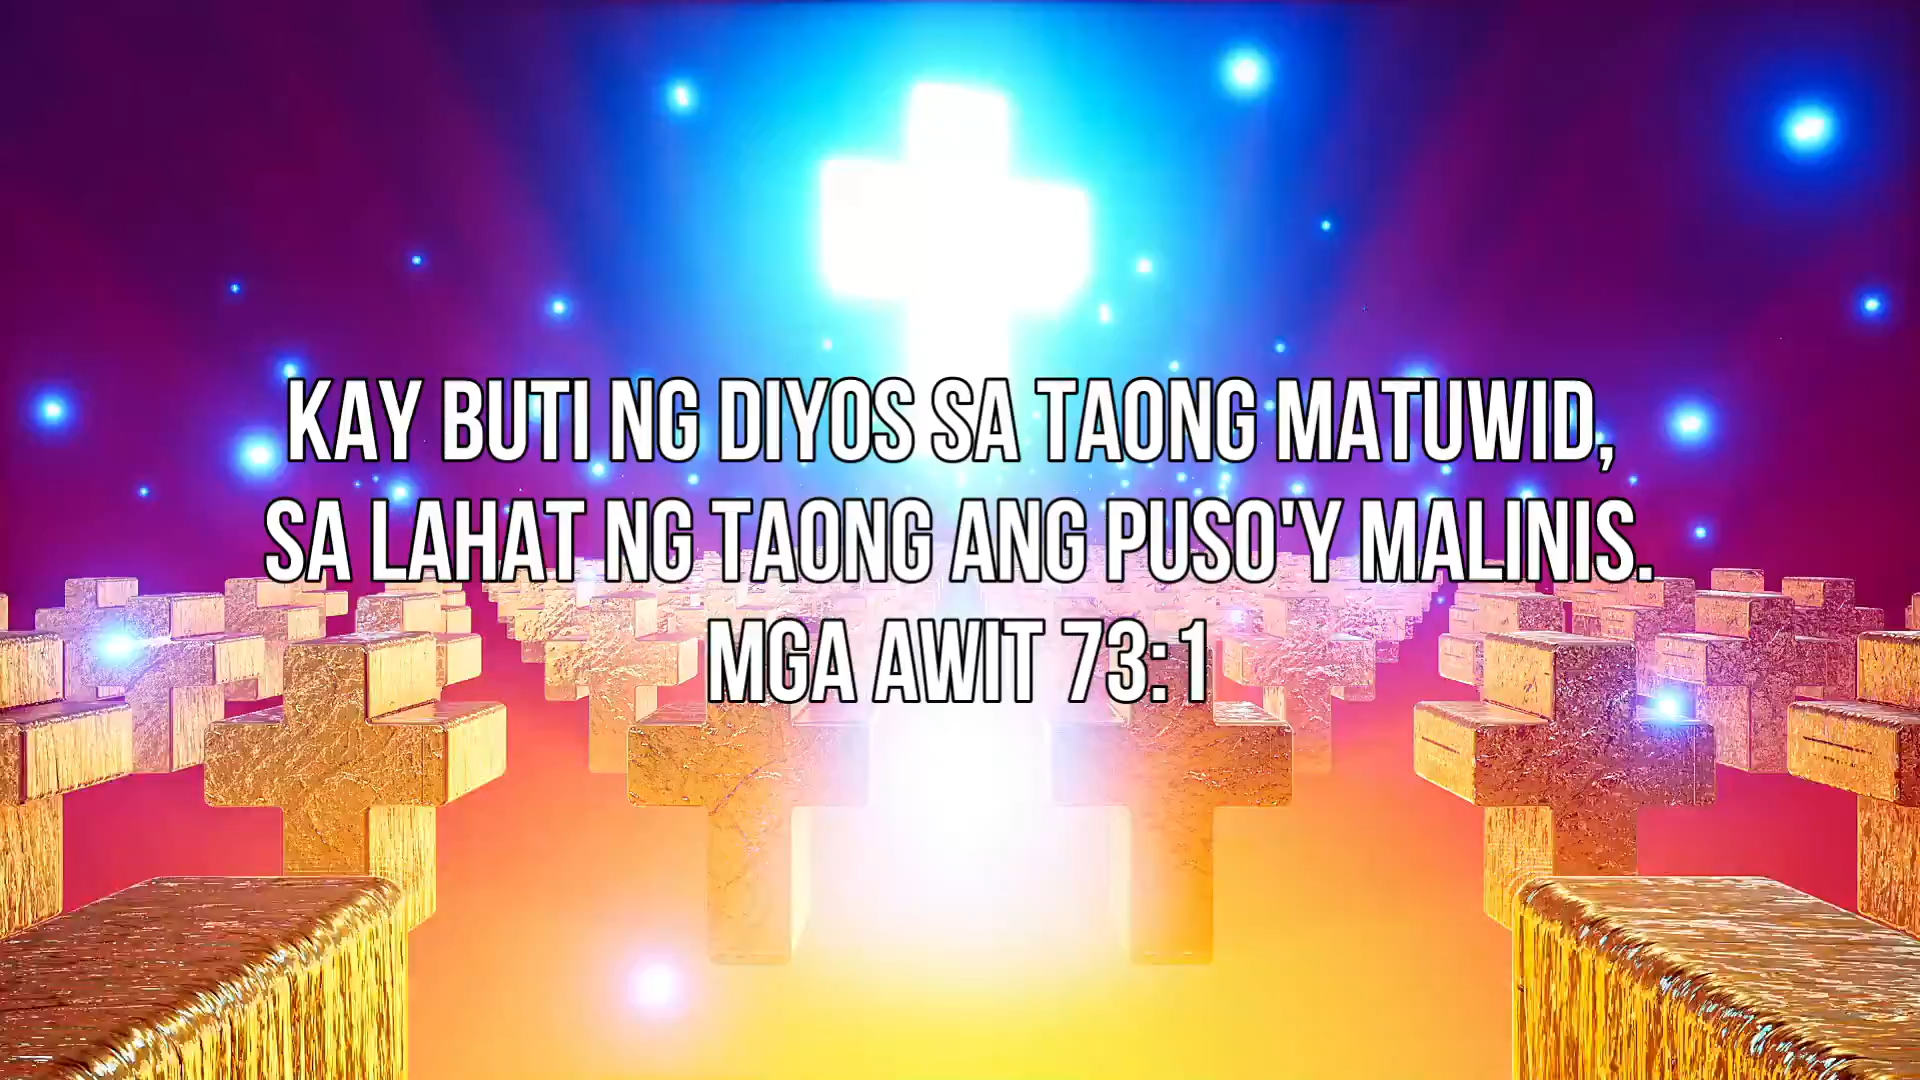 KAY BUTI NG DIYOS SA TAONG MATUWID,
SA LAHAT NG TAONG ANG PUSO'Y MALINIS.
MGA AWIT 73:1